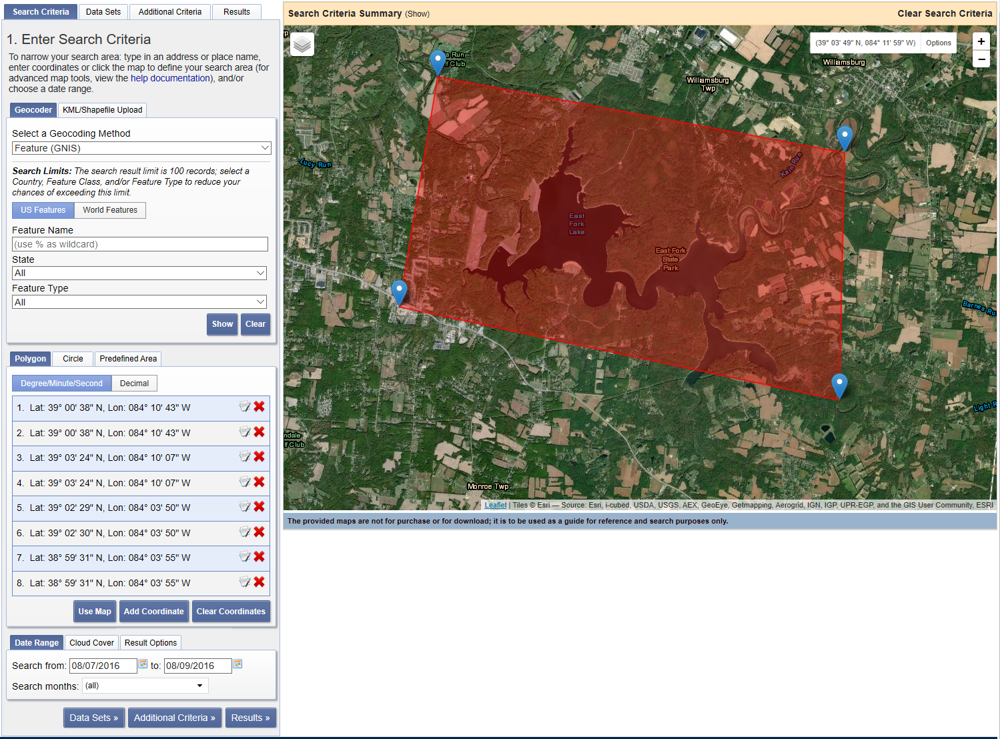 Search Criteria
Data Sets
Additional Criteria
Results
1. Enter Search Criteria
To narrow your search area: type in an address or place name,
enter coordinates or click the map to define your search area (for
advanced map tools, view the help documentation), and/or
choose a date range.
Geocoder
KML/Shapefile Upload
Select a Geocoding Method
Feature (GNIS)
Search Limits: The search result limit is 100 records; select a
Country, Feature Class, and/or Feature Type to reduce your
chances of exceeding this limit.
US Features
World Features
Feature Name
(use % as wildcard)
State
All
Feature Type
All
Show
Clear
Polygon
Circle
Predefined Area
Degree/Minute/Second
Decimal
1. Lat: 39° 00' 38" N, Lon: 084° 10' 43" W
2. Lat: 39° 00' 38" N, Lon: 084° 10' 43" W
3. Lat: 39° 03' 24" N, Lon: 084° 10' 07" W
4. Lat: 39° 03' 24" N, Lon: 084° 10' 07" W
5. Lat: 39° 02' 29" N, Lon: 084° 03' 50" W
6. Lat: 39° 02' 30" N, Lon: 084° 03' 50" W
7. Lat: 38° 59' 31" N, Lon: 084° 03' 55" W
8. Lat: 38° 59' 31" N, Lon: 084° 03' 55" W
Use Map
Add Coordinate
Clear Coordinates
Date Range
Cloud Cover
Result Options
Search from: 08/07/2016 to: 08/09/2016
Search months: (all)
Data Sets »
Additional Criteria »
Results »
Search Criteria Summary (Show)
Clear Search Criteria
(39° 03' 49" N, 084° 11' 59" W)
Options
+
−
s Run
f Club
Williamsburg
Williamsburg
Twp
Lucy Run
Kain Run
East
Fork
Lake
East Fork
State
Park
Barnes Ru
Light R
ndale
lf Club
Monroe Twp
Leaflet | Tiles © Esri — Source: Esri, i-cubed, USDA, USGS, AEX, GeoEye, Getmapping, Aerogrid, IGN, IGP, UPR-EGP, and the GIS User Community, ESRI
The provided maps are not for purchase or for download; it is to be used as a guide for reference and search purposes only.